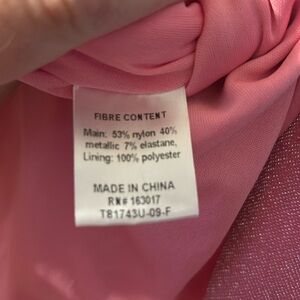 FIBRE CONTENT
Main: 53% nylon 40%
metallic 7% elastane,
Lining: 100% polyester
MADE IN CHINA
RN# 163017
TB1743U-09-F